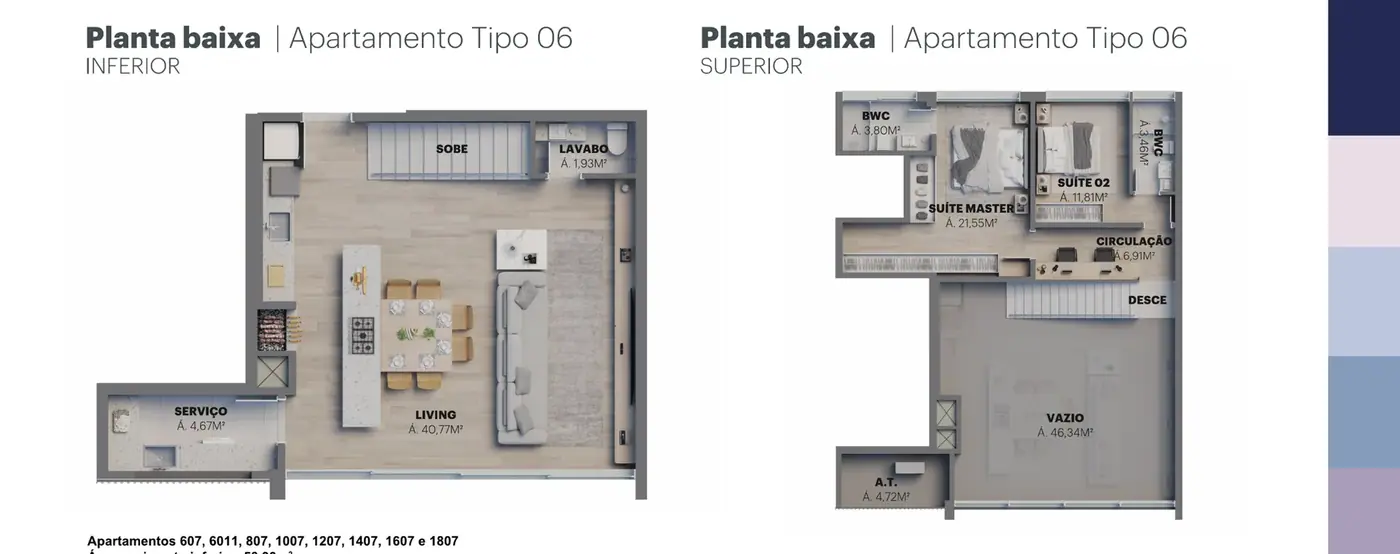 Planta baixa | Apartamento Tipo 06
INFERIOR
SOBE
LAVABO
Á. 1,93M²
LIVING
Á. 40,77M²
SERVIÇO
Á. 4,67M²
Apartamentos 607, 6011, 807, 1007, 1207, 1407, 1607 e 1807
Planta baixa | Apartamento Tipo 06
SUPERIOR
BWC
Á. 3,80M²
BWC
Á.3,46M²
SUÍTE 02
Á. 11,81M²
SUÍTE MASTER
Á. 21,55M²
CIRCULAÇÃO
Á.6,91M²
DESCE
VAZIO
Á. 46,34M²
A.T.
Á. 4,72M²